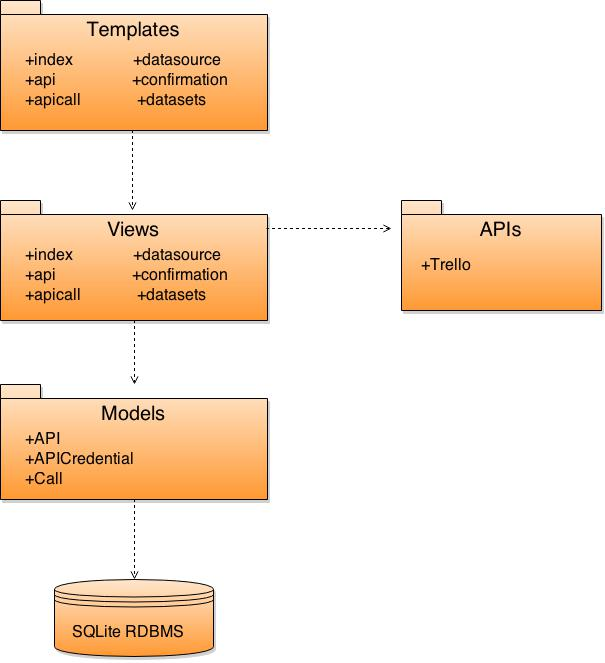 Templates
+index +datasource
+api +confirmation
+apicall +datasets
Views
+index +datasource
+api +confirmation
+apicall +datasets
APIs
+Trello
Models
+API
+APICredential
+Call
SQLite RDBMS